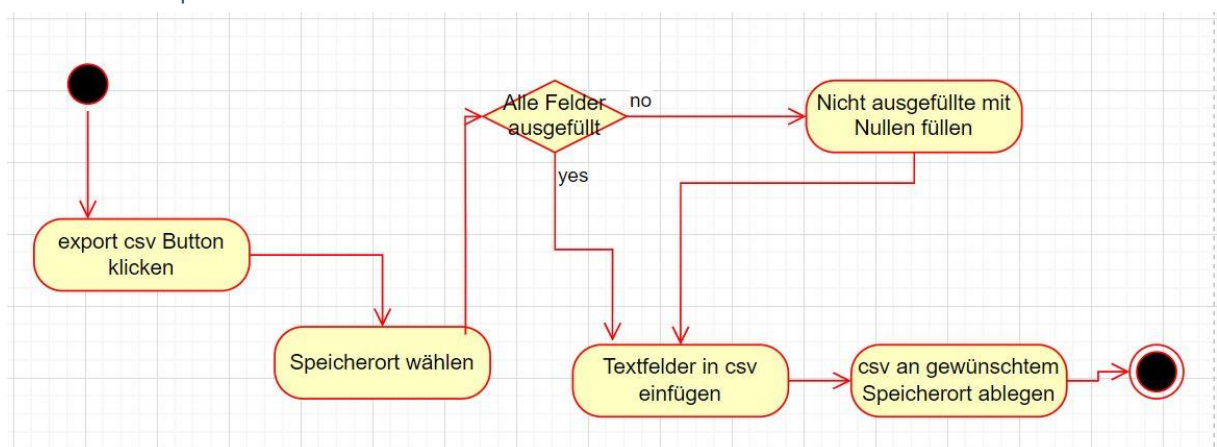 export csv Button
klicken
Speicherort wählen
Alle Felder
ausgefüllt
no
yes
Nicht ausgefüllte mit
Nullen füllen
Textfelder in csv
einfügen
csv an gewünschtem
Speicherort ablegen